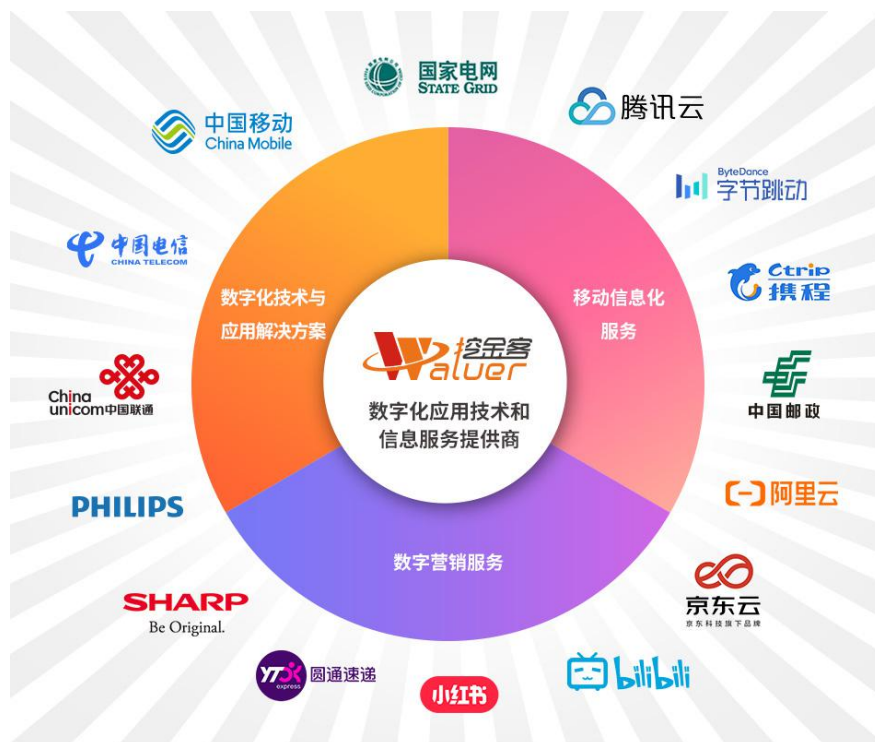 国家电网
STATE GRID
腾讯云
中国移动
China Mobile
ByteDance
字节跳动
中国电信
CHINA TELECOM
Ctrip
携程
数字化技术与
应用解决方案
移动信息化
服务
挖金客
Waluer
数字化应用技术和
信息服务提供商
China
unicom中国联通
中国邮政
PHILIPS
阿里云
数字营销服务
京东云
京东科技旗下品牌
SHARP
Be Original.
YTO
express
圆通速递
小红书
bilibili